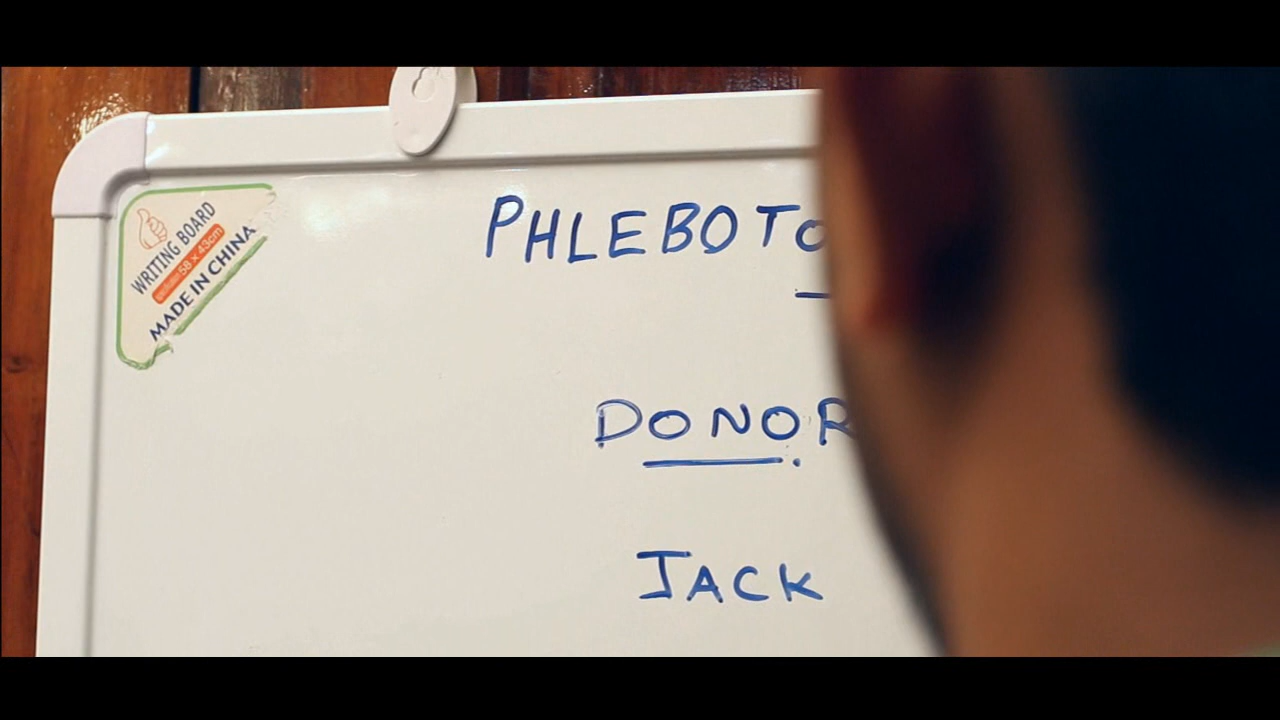 WRITING BOARD
58 x 43cm
MADE IN CHINA
PHLEBOTO
DONOR
JACK